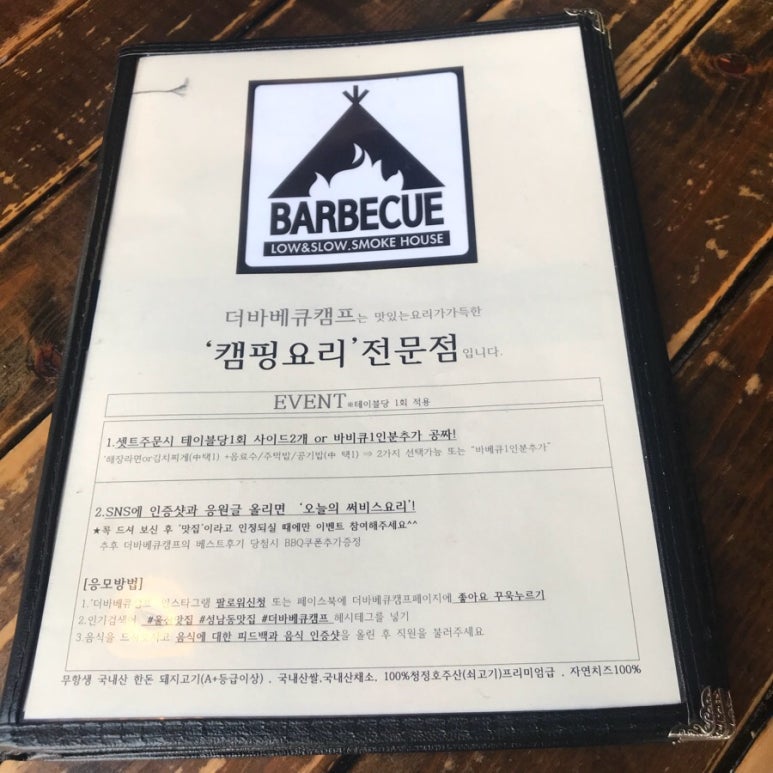 BARBECUE
LOW&SLOW.SMOKE HOUSE
더바베큐캠프는 맛있는요리가가득한
‘캠핑요리’전문점입니다.
EVENT※테이블당 1회 적용
1.셋트주문시 테이블당1회 사이드2개 or 바비큐1인분추가 공짜!
‘해장라면or김치찌개(中택1) +음료수/주먹밥/공기밥(中 택1) ⇒ 2가지 선택가능 또는 “바베큐1인분추가”
2.SNS에 인증샷과 응원글 올리면 ‘오늘의 써비스요리’!
★꼭 드셔 보신 후 ‘맛집’이라고 인정되실 때에만 이벤트 참여해주세요^^
추후 더바베큐캠프의 베스트후기 당첨시 BBQ쿠폰추가증정
[응모방법]
1.‘더바베큐 인스타그램 팔로워신청 또는 페이스북에 더바베큐캠프페이지에 좋아요 꾸욱누르기
2.인기검색어 #울산맛집 #성남동맛집 #더바베큐캠프 헤시테그를 넣기
3.음식을 음식에 대한 피드백과 음식 인증샷을 올린 후 직원을 불러주세요
무항생 국내산 한돈 돼지고기(A+등급이상) . 국내산쌀.국내산채소. 100%청정호주산(쇠고기)프리미엄급 . 자연치즈100%